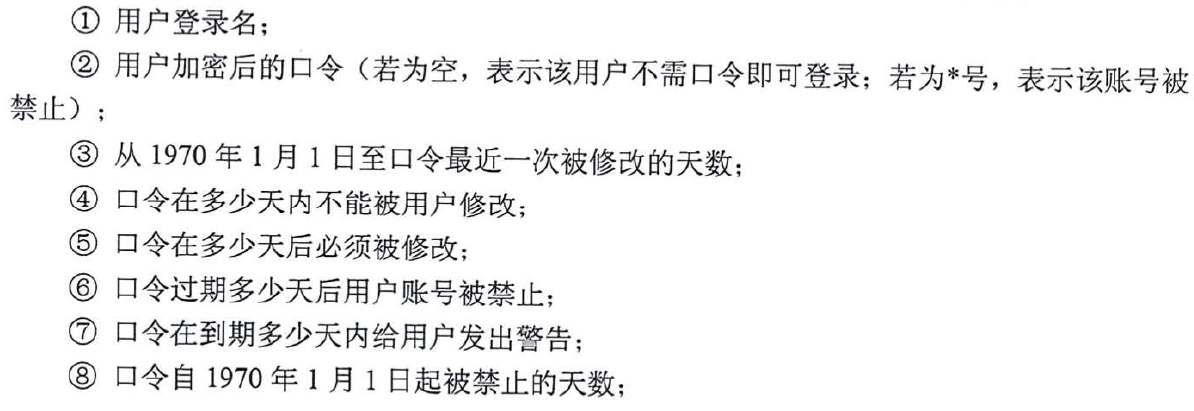 ① 用户登录名；
② 用户加密后的口令（若为空，表示该用户不需口令即可登录；若为*号，表示该账号被
禁止）；
③ 从 1970 年 1 月 1 日至口令最近一次被修改的天数；
④ 口令在多少天内不能被用户修改；
⑤ 口令在多少天后必须被修改；
⑥ 口令过期多少天后用户账号被禁止；
⑦ 口令在到期多少天内给用户发出警告；
⑧ 口令自 1970 年 1 月 1 日起被禁止的天数；